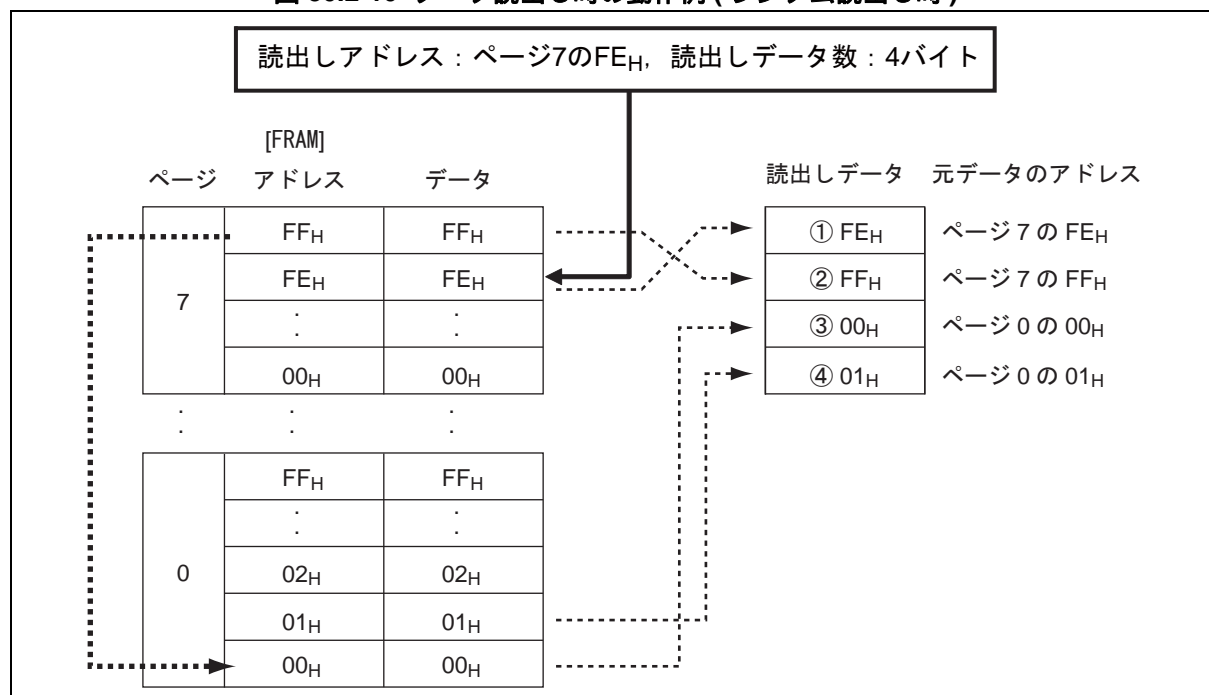 読出しアドレス:ページ7のFEH, 読出しデータ数:4バイト
[FRAM]
ページ アドレス データ
読出しデータ 元データのアドレス
7
FFH FFH
FEH FEH
: :
00H 00H
: : :
0
FFH FFH
: :
02H 02H
01H 01H
00H 00H
① FEH ページ 7 の FEH
② FFH ページ 7 の FFH
③ 00H ページ 0 の 00H
④ 01H ページ 0 の 01H